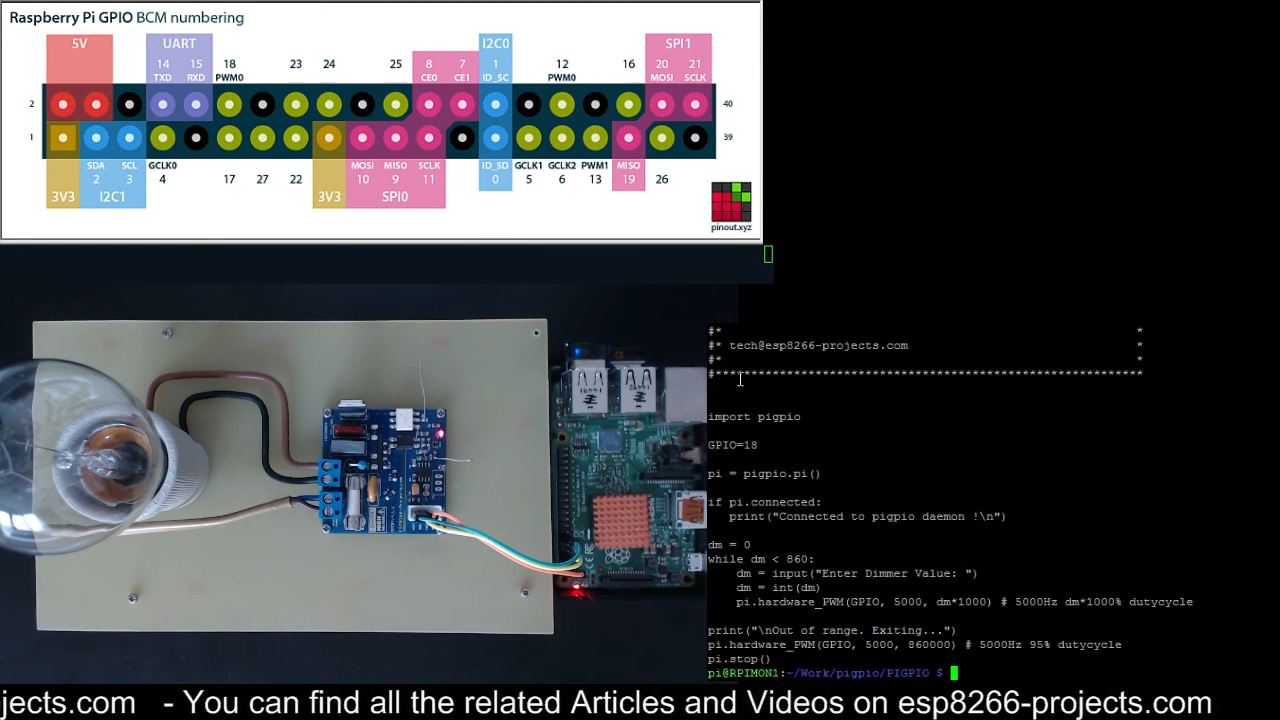 Raspberry Pi GPIO BCM numbering
5V UART I2C0 SPI1
14 15 18 23 24 25 8 7 1 12 16 20 21
TXD RXD PWM0 CE0 CE1 ID_SC PWM0 MOSI SCLK
2 40
1 39
SDA SCL GCLK0 MOSI MISO SCLK ID_SD GCLK1 GCLK2 PWM1 MISO
2 3 4 17 27 22 10 9 11 0 5 6 13 19 26
3V3 I2C1 3V3 SPI0
pinout.xyz
#* *
#* tech@esp8266-projects.com *
#* *
#***********************************************************
import pigpio
GPIO=18
pi = pigpio.pi()
if pi.connected:
print("Connected to pigpio daemon !\n")
dm = 0
while dm < 860:
dm = input("Enter Dimmer Value: ")
dm = int(dm)
pi.hardware_PWM(GPIO, 5000, dm*1000) # 5000Hz dm*1000% dutycycle
print("\nOut of range. Exiting...")
pi.hardware_PWM(GPIO, 5000, 860000) # 5000Hz 95% dutycycle
pi.stop()
pi@RPIMON1:~/Work/pigpio/PIGPIO $
jects.com - You can find all the related Articles and Videos on esp8266-projects.com